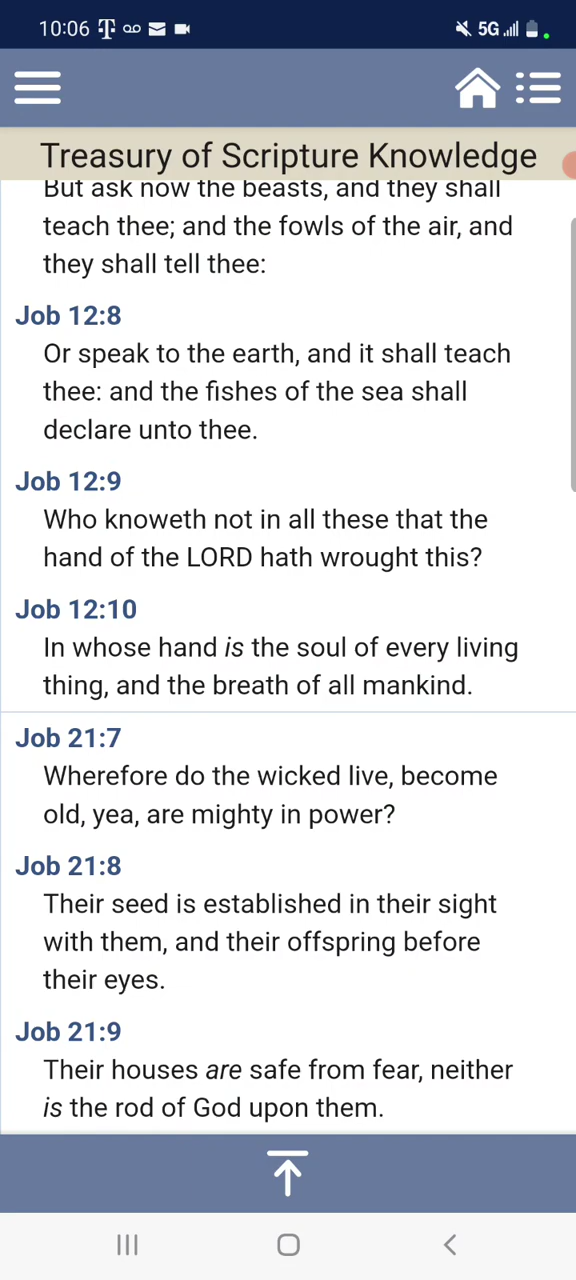 10:06
5G
Treasury of Scripture Knowledge
But ask now the beasts, and they shall
teach thee; and the fowls of the air, and
they shall tell thee:
Job 12:8
Or speak to the earth, and it shall teach
thee: and the fishes of the sea shall
declare unto thee.
Job 12:9
Who knoweth not in all these that the
hand of the LORD hath wrought this?
Job 12:10
In whose hand is the soul of every living
thing, and the breath of all mankind.
Job 21:7
Wherefore do the wicked live, become
old, yea, are mighty in power?
Job 21:8
Their seed is established in their sight
with them, and their offspring before
their eyes.
Job 21:9
Their houses are safe from fear, neither
is the rod of God upon them.